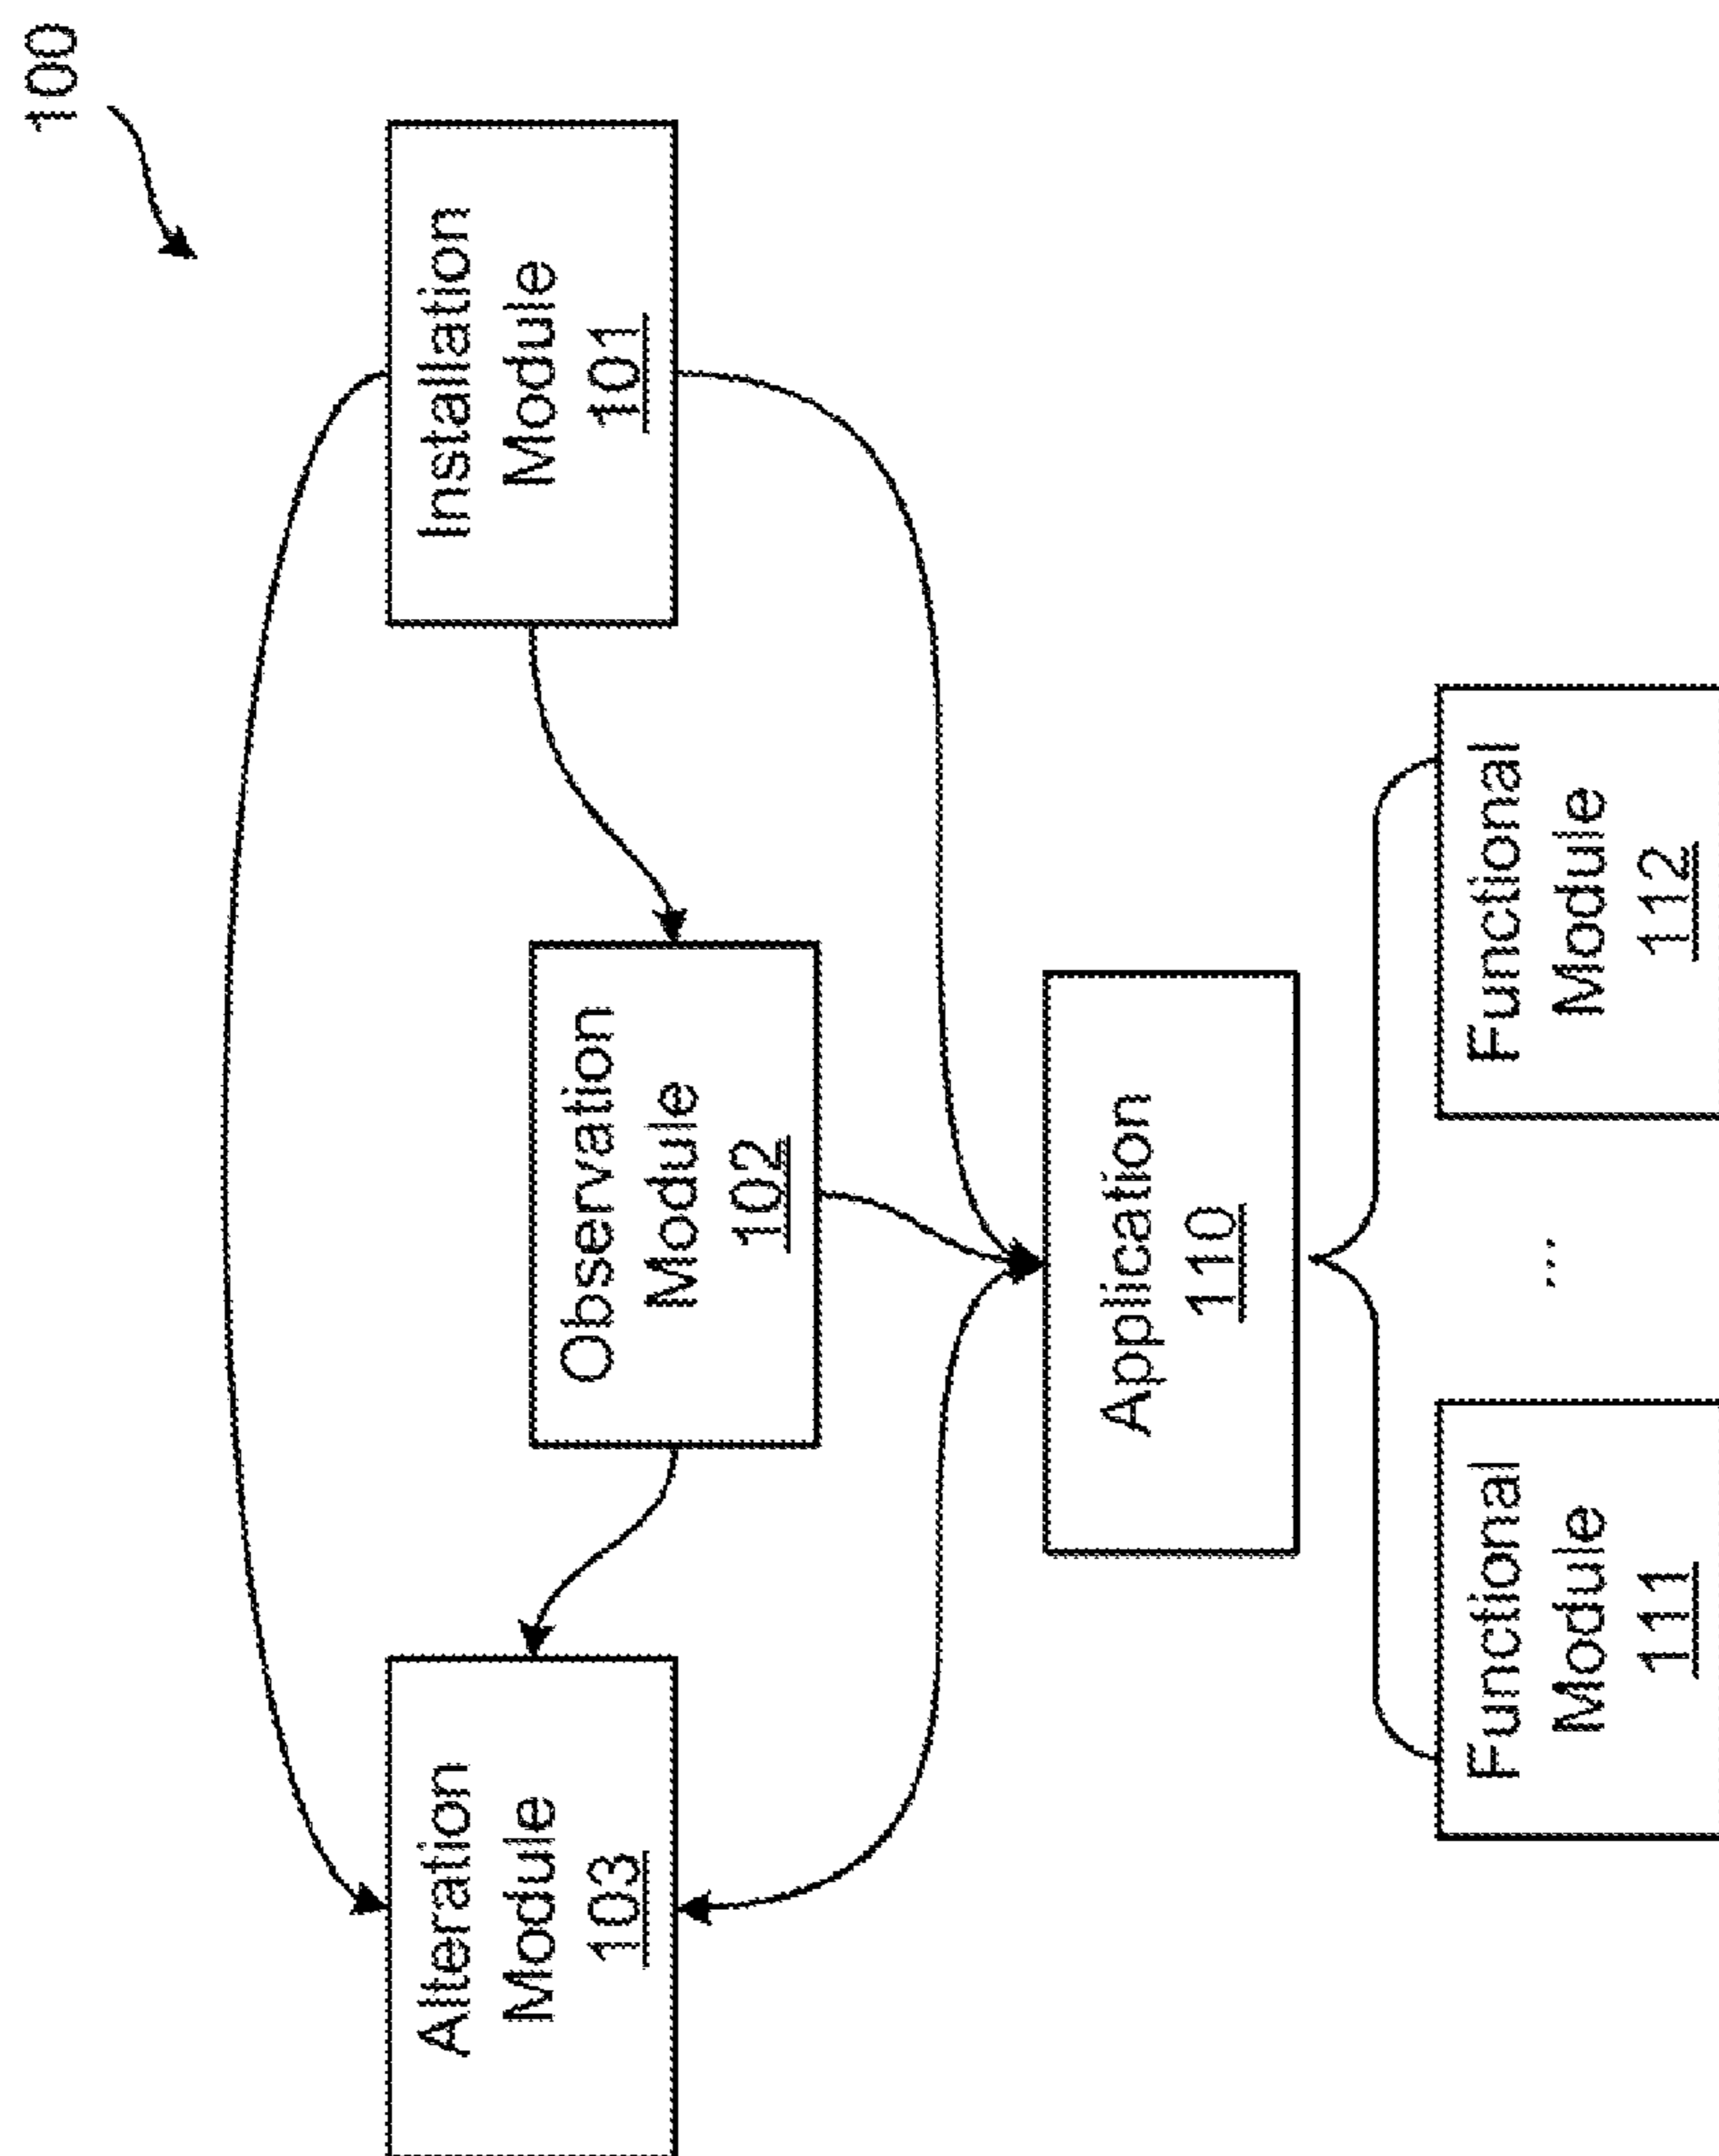 100
Alteration
Module
103
Observation
Module
102
Installation
Module
101
Application
110
Functional
Module
111
...
Functional
Module
112